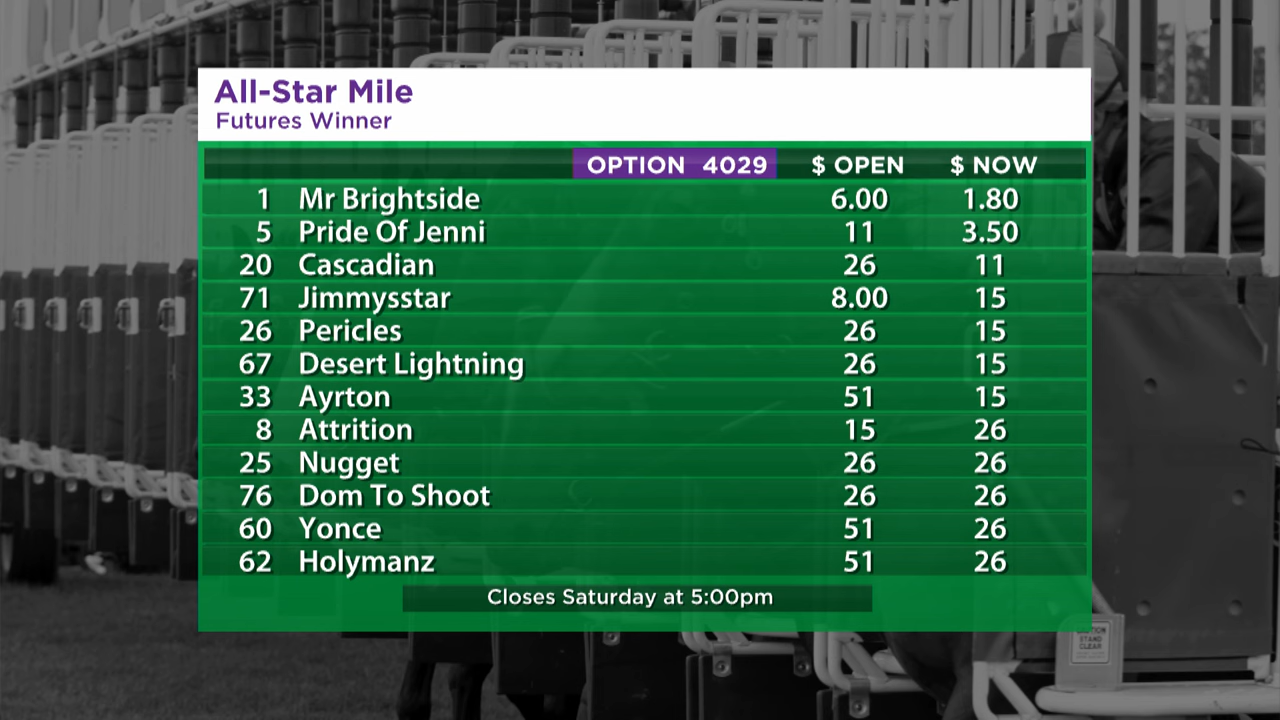 All-Star Mile
Futures Winner
OPTION 4029 $ OPEN $ NOW
1 Mr Brightside 6.00 1.80
5 Pride Of Jenni 11 3.50
20 Cascadian 26 11
71 Jimmysstar 8.00 15
26 Pericles 26 15
67 Desert Lightning 26 15
33 Ayrton 51 15
8 Attrition 15 26
25 Nugget 26 26
76 Dom To Shoot 26 26
60 Yonce 51 26
62 Holymanz 51 26
Closes Saturday at 5:00pm
CAUTION
STAND
CLEAR